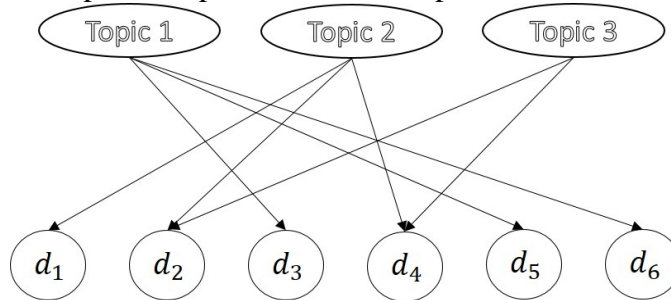 Topic 1 Topic 2 Topic 3
d₁ d₂ d₃ d₄ d₅ d₆